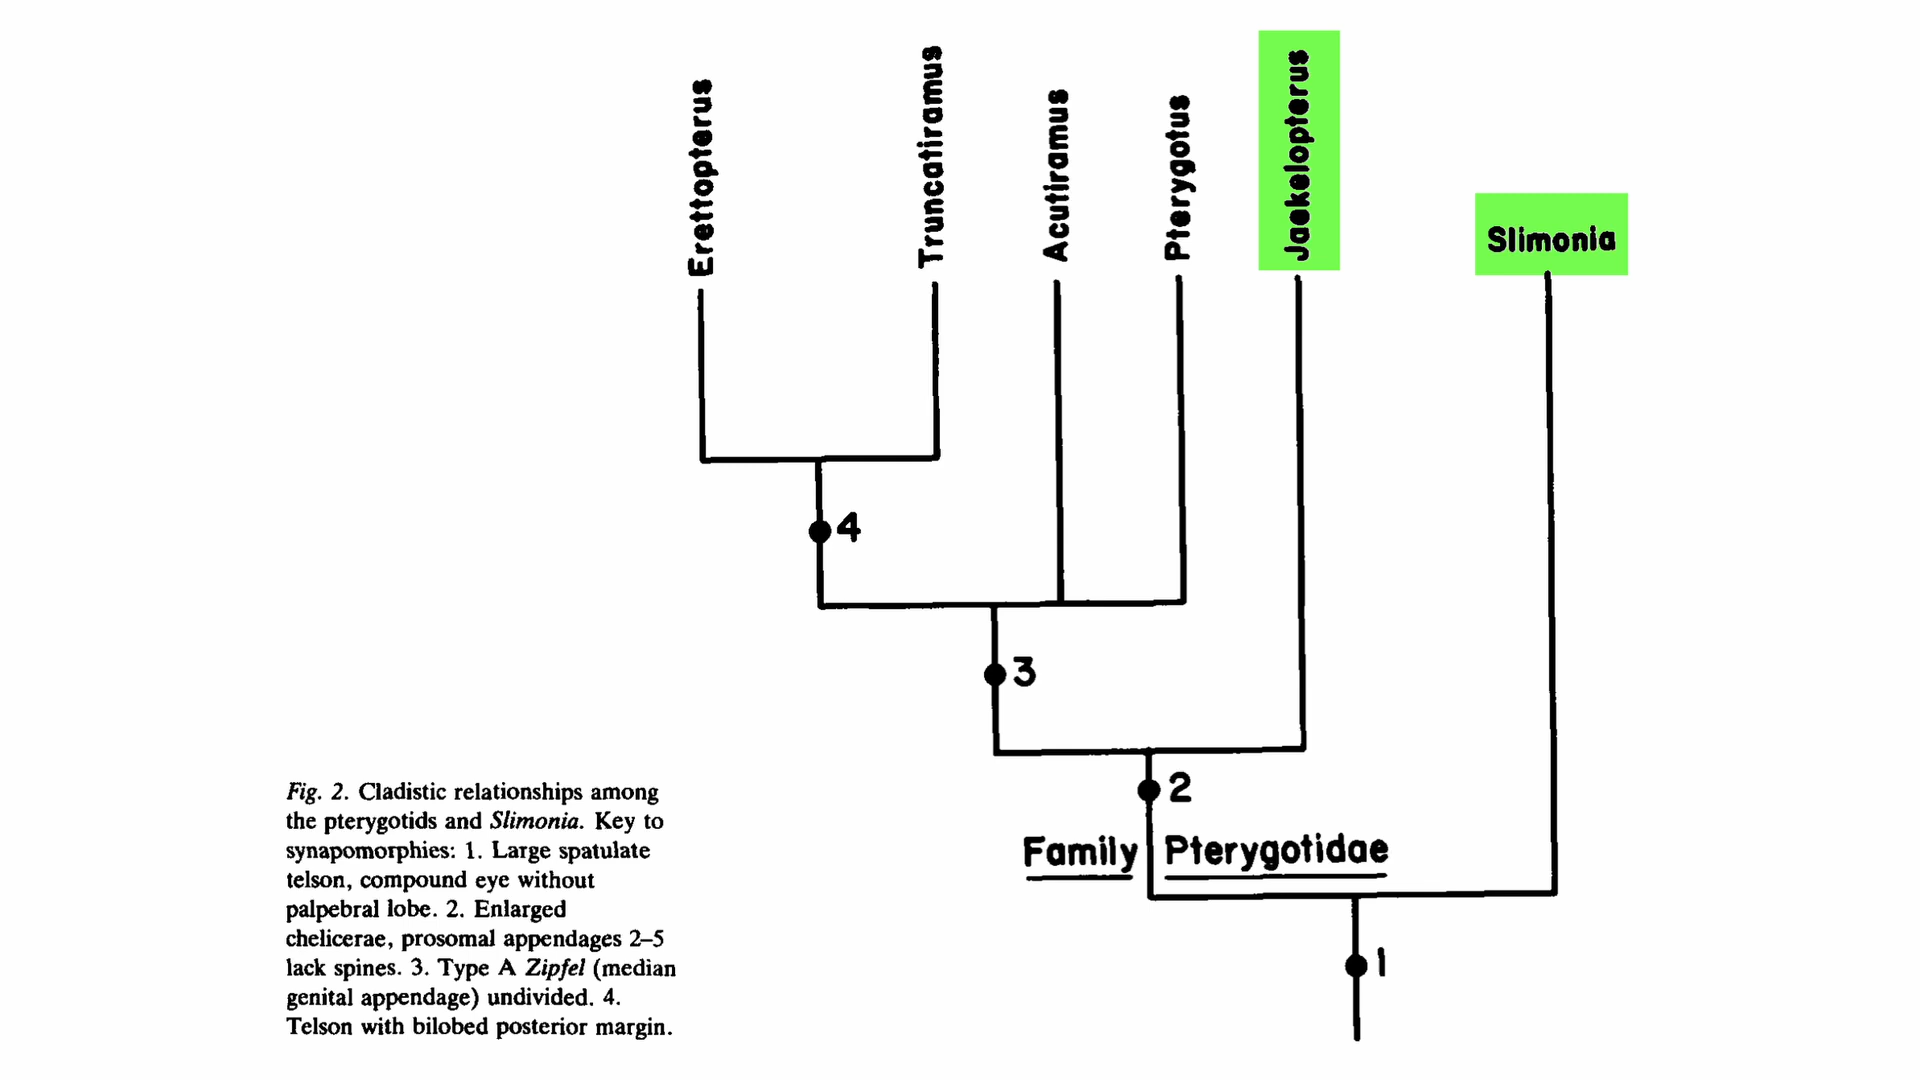 Erettopterus
Truncatiramus
Acutiramus
Pterygotus
Jaekelopterus
Slimonia
4
3
2
Family Pterygotidae
1
Fig. 2. Cladistic relationships among
the pterygotids and Slimonia. Key to
synapomorphies: 1. Large spatulate
telson, compound eye without
palpebral lobe. 2. Enlarged
chelicerae, prosomal appendages 2–5
lack spines. 3. Type A Zipfel (median
genital appendage) undivided. 4.
Telson with bilobed posterior margin.